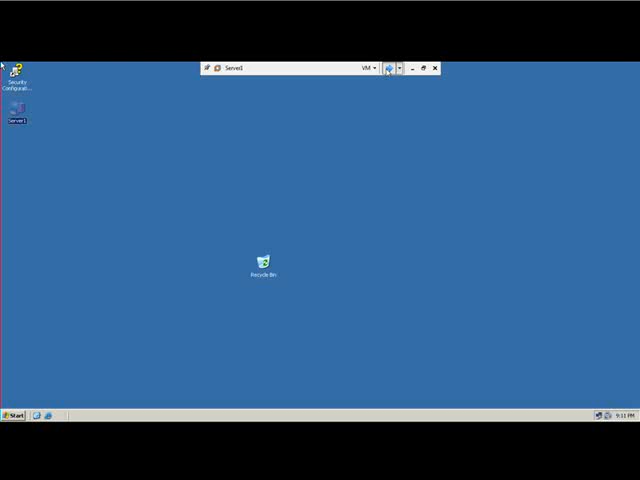 Server1
VM
Security
Configurati...
Server1
Recycle Bin
Start
9:11 PM